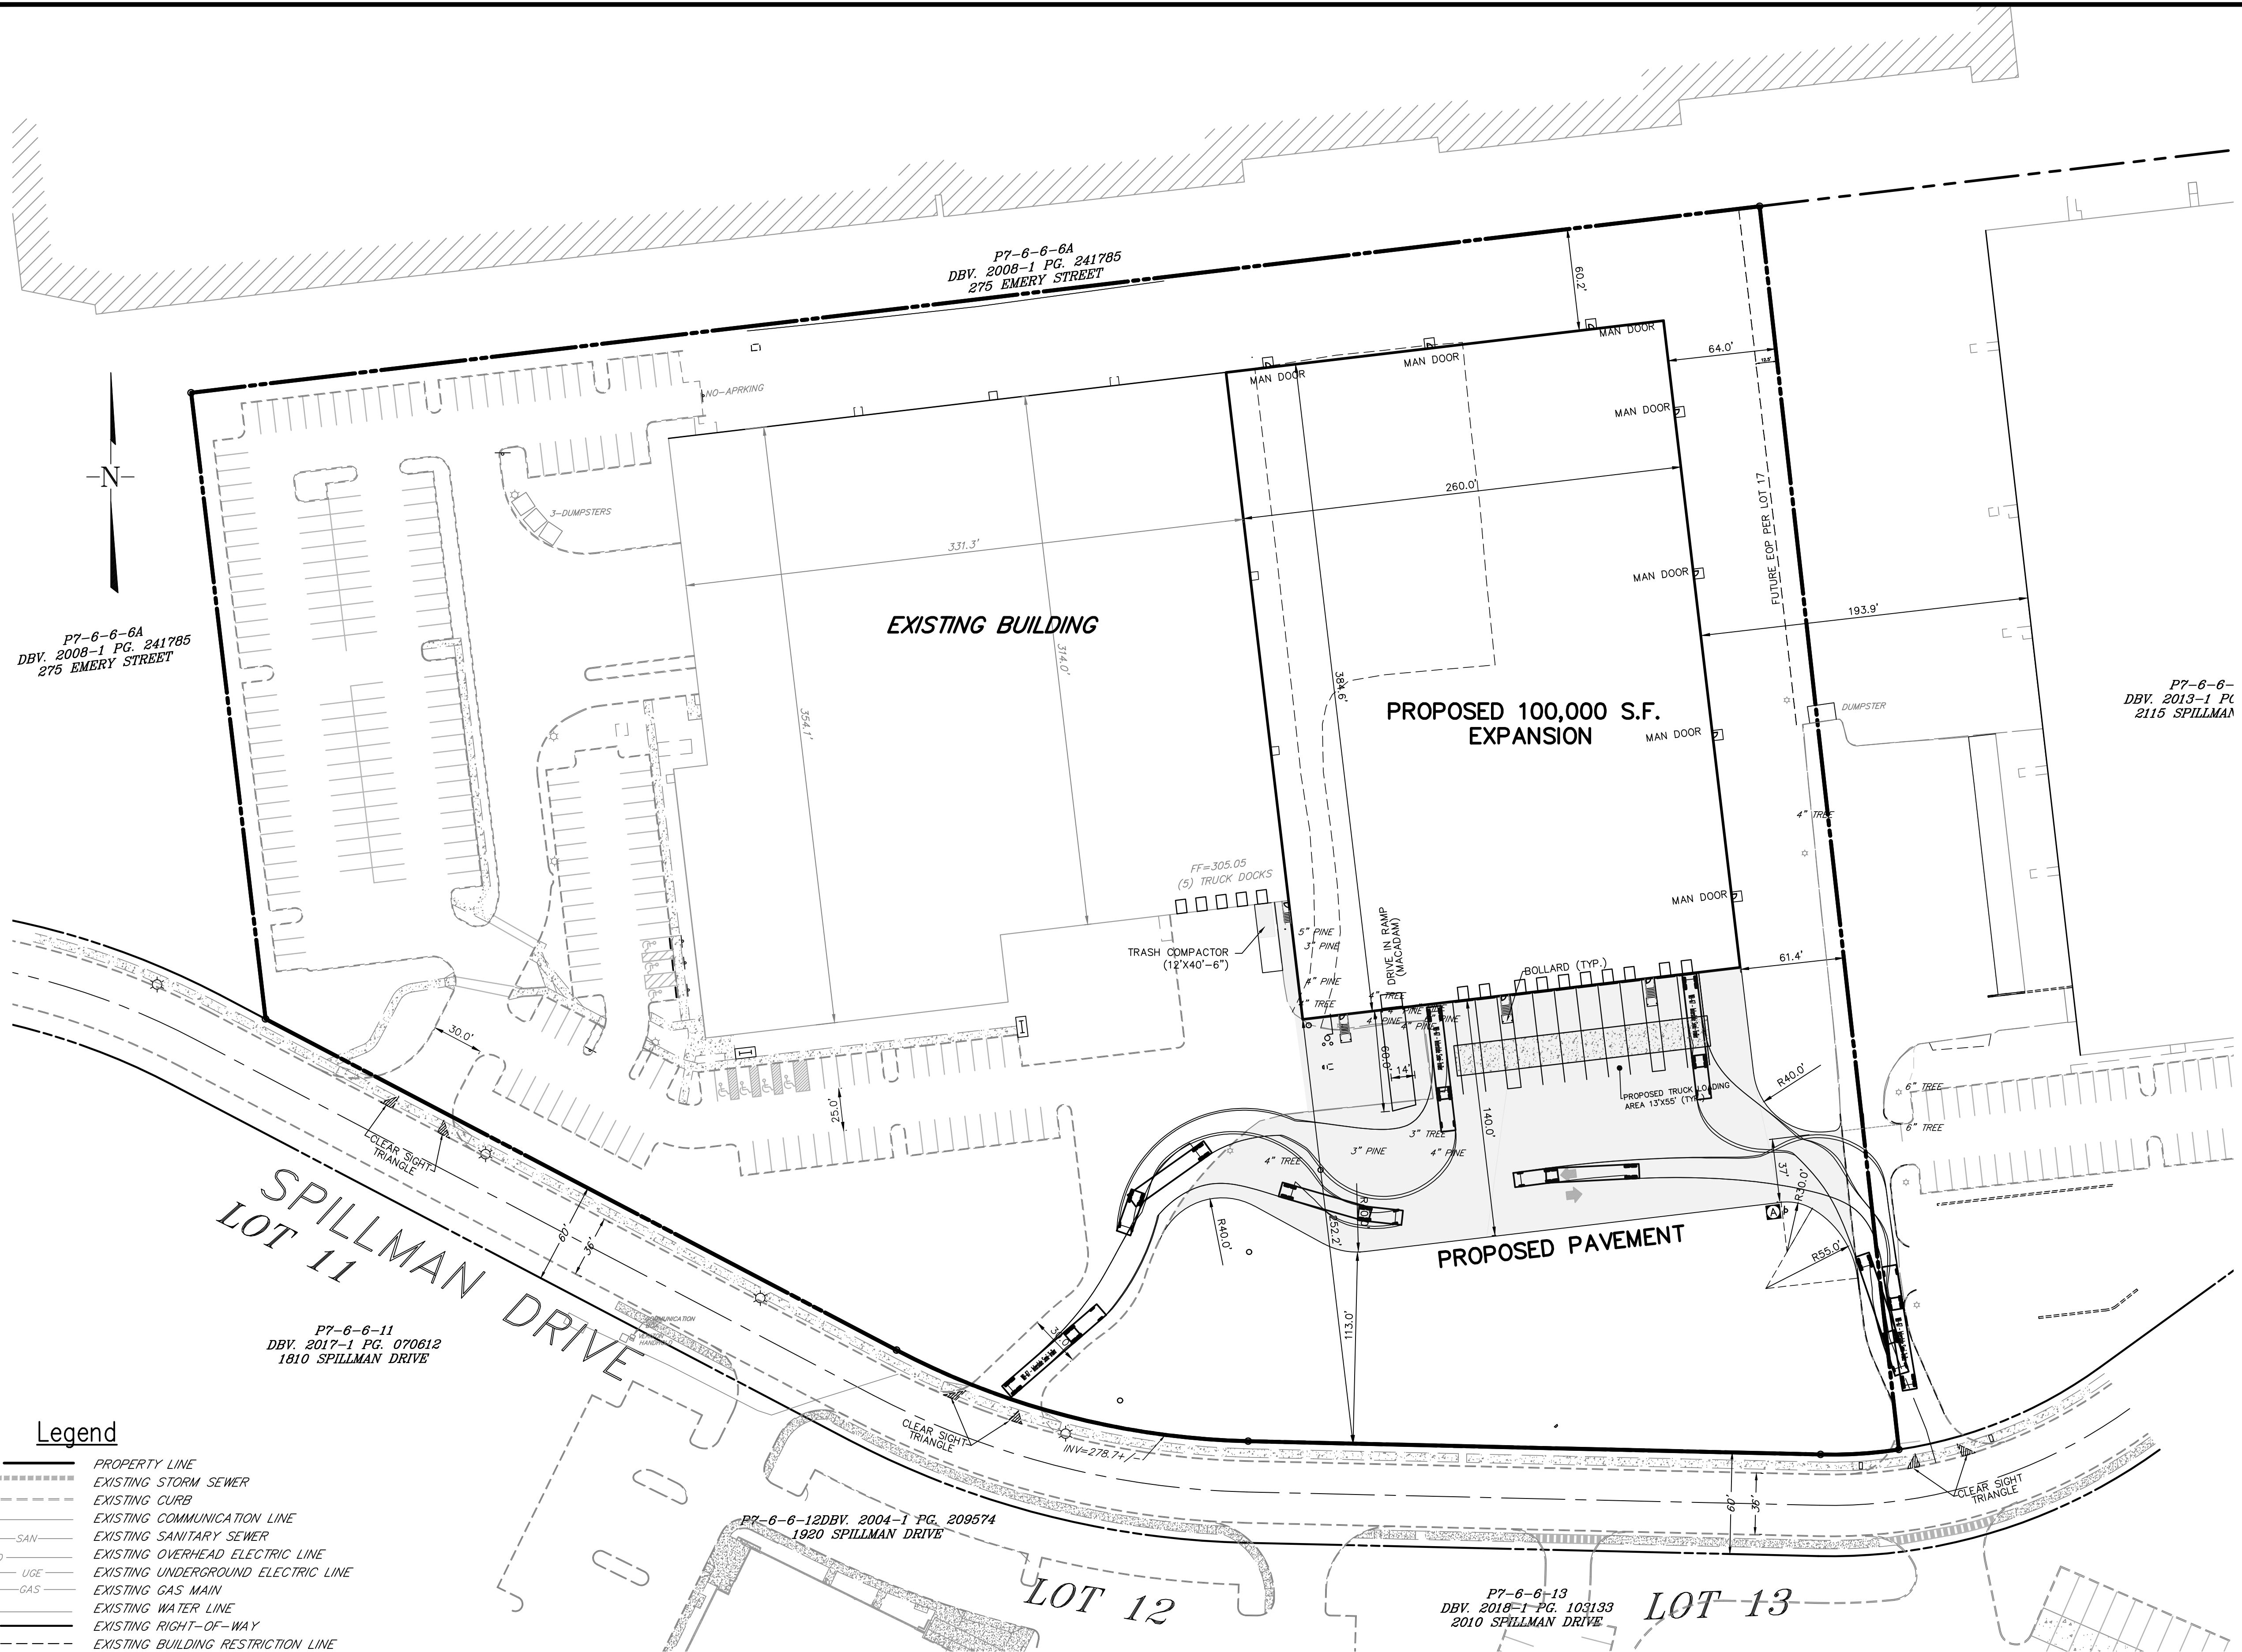 P7-6-6-6A
DBV. 2008-1 PG. 241785
275 EMERY STREET
60.2'
MAN DOOR
MAN DOOR
MAN DOOR
64.0'
NO-APRKING
MAN DOOR
-N-
3-DUMPSTERS
260.0'
331.3'
FUTURE EOP PER LOT 17
MAN DOOR
193.9'
EXISTING BUILDING
P7-6-6-6A
DBV. 2008-1 PG. 241785
275 EMERY STREET
314.0'
384.6'
354.1'
PROPOSED 100,000 S.F.
EXPANSION
MAN DOOR
DUMPSTER
P7-6-6-
DBV. 2013-1 PG
2115 SPILLMAN
4" TREE
FF=305.05
(5) TRUCK DOCKS
MAN DOOR
TRASH COMPACTOR
(12'X40'-6")
5" PINE
3" PINE
4" PINE
4" TREE
DRIVE IN RAMP
(MACADAM)
4" TREE
4" PINE
4" PINE
BOLLARD (TYP.)
61.4'
60.0'
14'
30.0'
25.0'
140.0'
PROPOSED TRUCK LOADING
AREA 13'X55' (TYP.)
R40.0'
6" TREE
6" TREE
CLEAR SIGHT
TRIANGLE
3" TREE
3" PINE
4" PINE
4" TREE
37'
R30.0'
A
R40.0'
252.2'
R55.0'
PROPOSED PAVEMENT
SPILLMAN DRIVE
LOT 11
60'
36'
P7-6-6-11
DBV. 2017-1 PG. 070612
1810 SPILLMAN DRIVE
113.0'
CLEAR SIGHT
TRIANGLE
INV=278.7+/-
60'
36'
CLEAR SIGHT
TRIANGLE
P7-6-6-12DBV. 2004-1 PG. 209574
1920 SPILLMAN DRIVE
LOT 12
P7-6-6-13
DBV. 2018-1 PG. 103133
2010 SPILLMAN DRIVE
LOT 13
Legend
PROPERTY LINE
EXISTING STORM SEWER
EXISTING CURB
EXISTING COMMUNICATION LINE
SAN
EXISTING SANITARY SEWER
EXISTING OVERHEAD ELECTRIC LINE
UGE
EXISTING UNDERGROUND ELECTRIC LINE
GAS
EXISTING GAS MAIN
EXISTING WATER LINE
EXISTING RIGHT-OF-WAY
EXISTING BUILDING RESTRICTION LINE